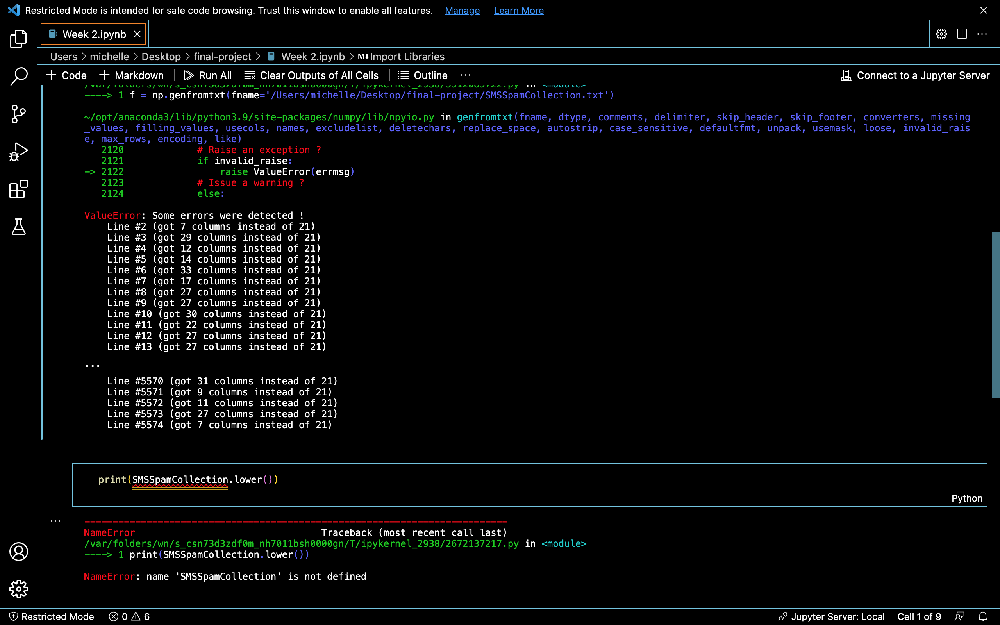 Restricted Mode is intended for safe code browsing. Trust this window to enable all features. Manage Learn More
Week 2.ipynb
Users > michelle > Desktop > final-project > Week 2.ipynb > M↓Import Libraries
+ Code + Markdown Run All Clear Outputs of All Cells Outline ... Connect to a Jupyter Server
/var/folders/wn/s_csn73d3zdf0m_nh7011bsh0000gn/T/ipykernel_2938/3912089722.py in <module>
----> 1 f = np.genfromtxt(fname='/Users/michelle/Desktop/final-project/SMSSpamCollection.txt')
~/opt/anaconda3/lib/python3.9/site-packages/numpy/lib/npyio.py in genfromtxt(fname, dtype, comments, delimiter, skip_header, skip_footer, converters, missing
_values, filling_values, usecols, names, excludelist, deletechars, replace_space, autostrip, case_sensitive, defaultfmt, unpack, usemask, loose, invalid_rais
e, max_rows, encoding, like)
2120 # Raise an exception ?
2121 if invalid_raise:
-> 2122 raise ValueError(errmsg)
2123 # Issue a warning ?
2124 else:
ValueError: Some errors were detected !
Line #2 (got 7 columns instead of 21)
Line #3 (got 29 columns instead of 21)
Line #4 (got 12 columns instead of 21)
Line #5 (got 14 columns instead of 21)
Line #6 (got 33 columns instead of 21)
Line #7 (got 17 columns instead of 21)
Line #8 (got 27 columns instead of 21)
Line #9 (got 27 columns instead of 21)
Line #10 (got 30 columns instead of 21)
Line #11 (got 22 columns instead of 21)
Line #12 (got 27 columns instead of 21)
Line #13 (got 27 columns instead of 21)
...
Line #5570 (got 31 columns instead of 21)
Line #5571 (got 9 columns instead of 21)
Line #5572 (got 11 columns instead of 21)
Line #5573 (got 27 columns instead of 21)
Line #5574 (got 7 columns instead of 21)
print(SMSSpamCollection.lower())
Python
...
---------------------------------------------------------------------------
NameError Traceback (most recent call last)
/var/folders/wn/s_csn73d3zdf0m_nh7011bsh0000gn/T/ipykernel_2938/2672137217.py in <module>
----> 1 print(SMSSpamCollection.lower())
NameError: name 'SMSSpamCollection' is not defined
Restricted Mode 0 6 Jupyter Server: Local Cell 1 of 9